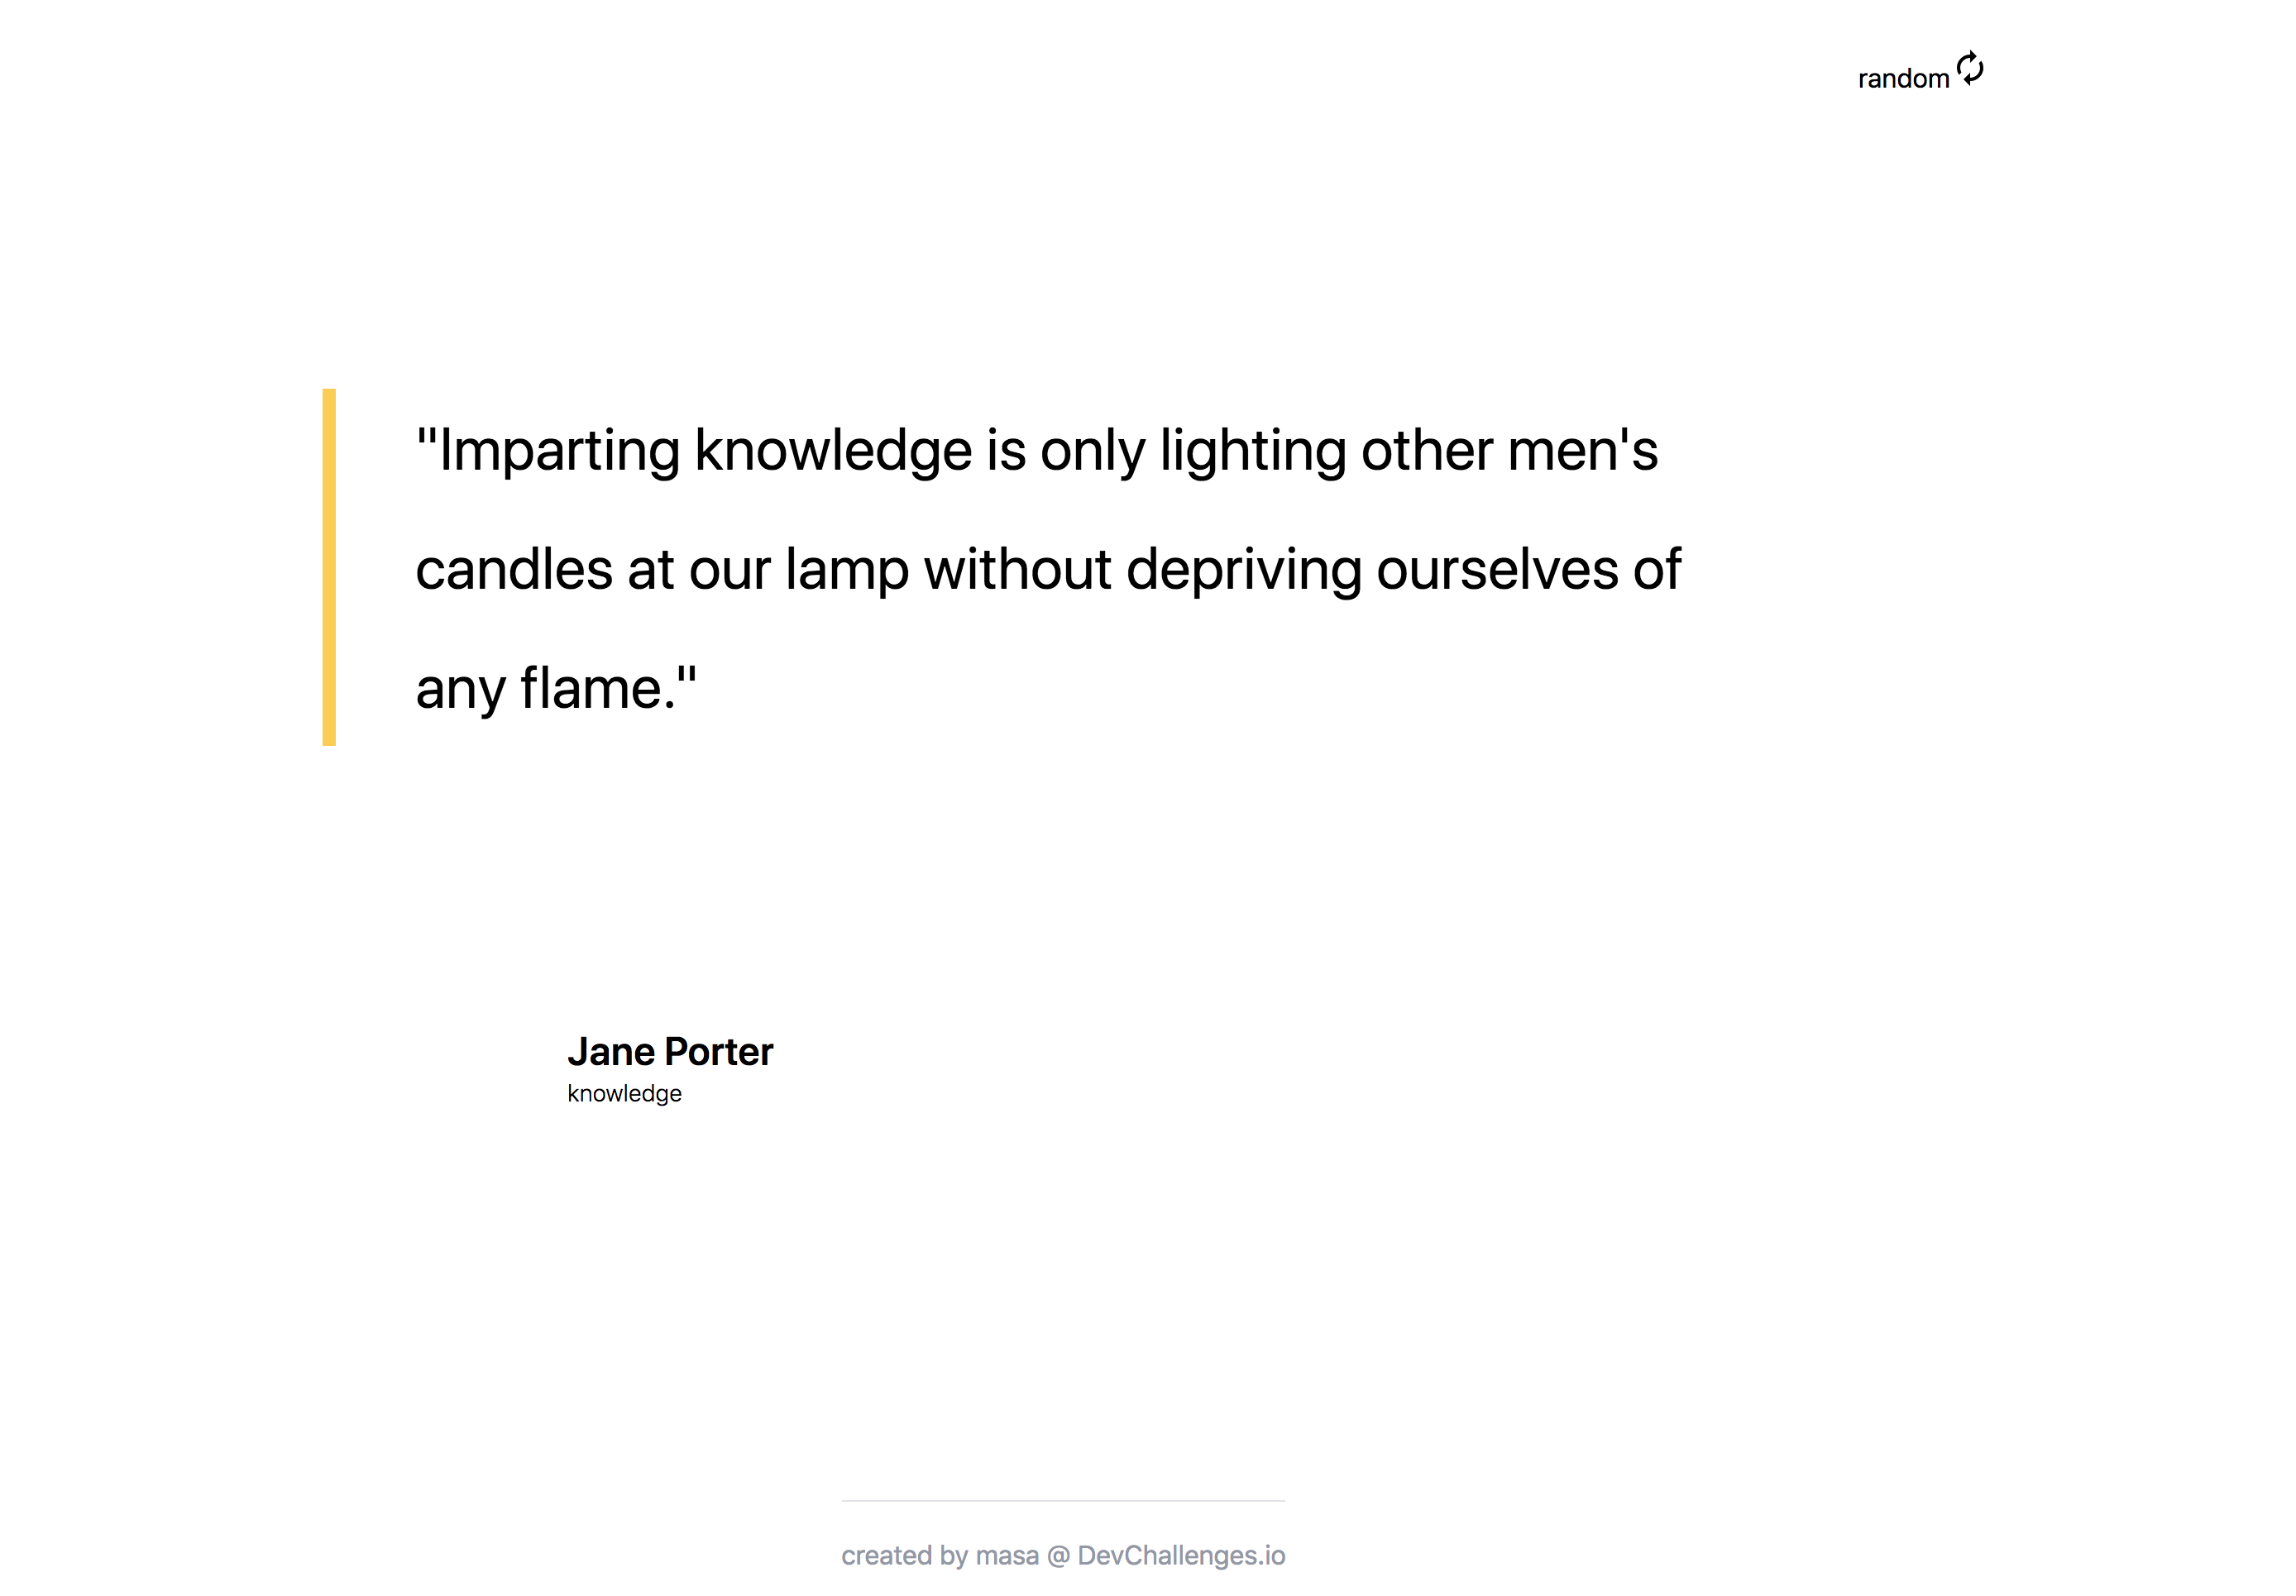 random
"Imparting knowledge is only lighting other men's
candles at our lamp without depriving ourselves of
any flame."
Jane Porter
knowledge
created by masa @ DevChallenges.io